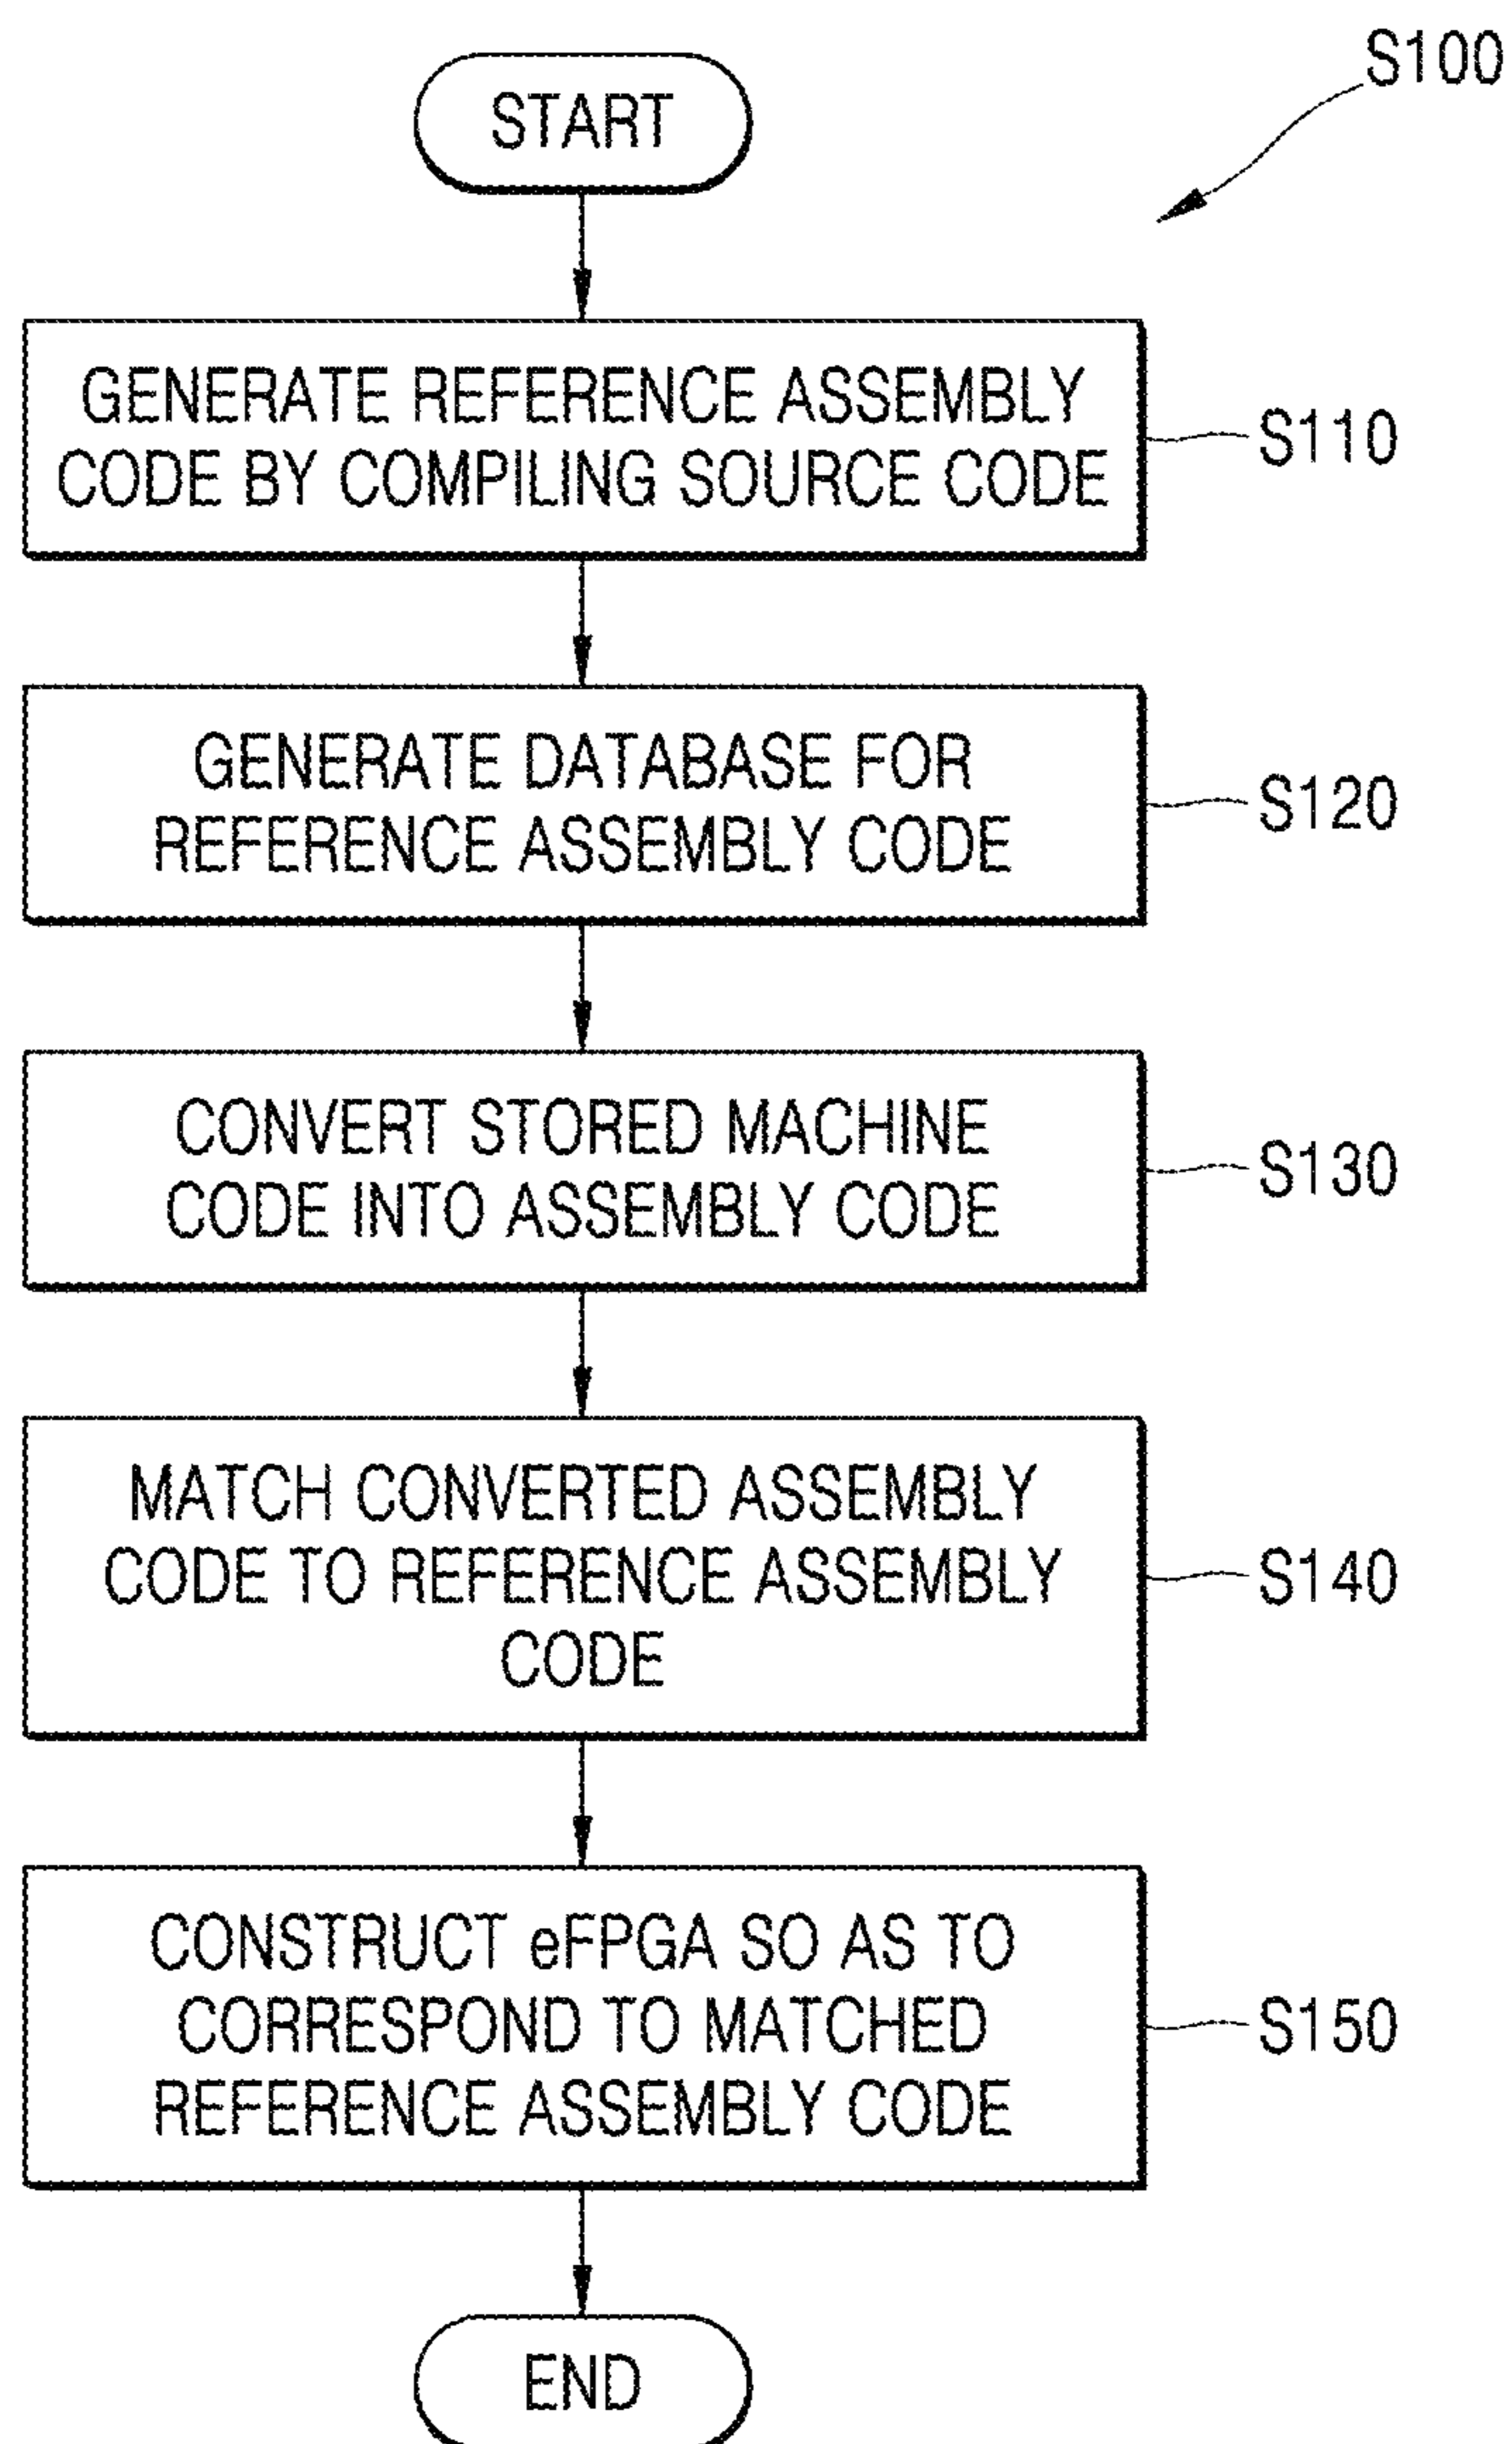 S100
START
GENERATE REFERENCE ASSEMBLY
CODE BY COMPILING SOURCE CODE
S110
GENERATE DATABASE FOR
REFERENCE ASSEMBLY CODE
S120
CONVERT STORED MACHINE
CODE INTO ASSEMBLY CODE
S130
MATCH CONVERTED ASSEMBLY
CODE TO REFERENCE ASSEMBLY
CODE
S140
CONSTRUCT eFPGA SO AS TO
CORRESPOND TO MATCHED
REFERENCE ASSEMBLY CODE
S150
END